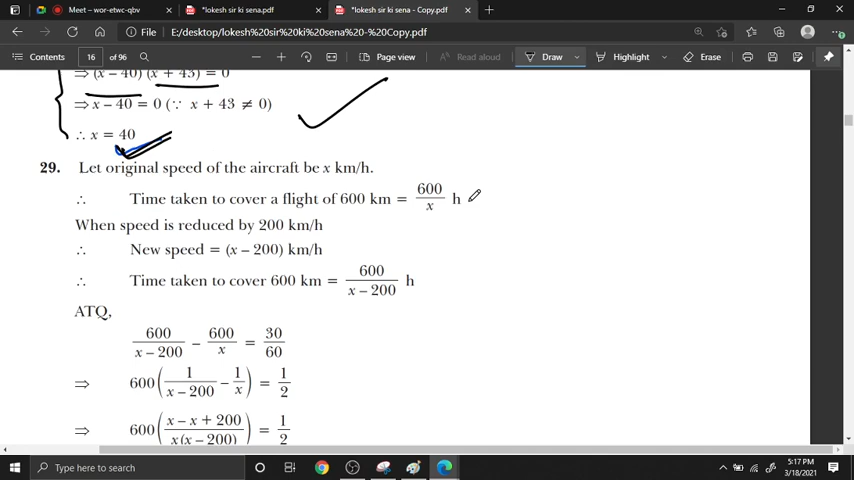 Meet – wor-etwc-qbv
*lokesh sir ki sena.pdf
*lokesh sir ki sena - Copy.pdf
File
E:/desktop/lokesh%20sir%20ki%20sena%20-%20Copy.pdf
Contents
16
of 96
Read aloud
Draw
Highlight
Erase
⇒ (x – 40) (x + 43) = 0
⇒ x – 40 = 0 (∵ x + 43 ≠ 0)
∴ x = 40
29. Let original speed of the aircraft be x km/h.
∴ Time taken to cover a flight of 600 km = 600/x h
When speed is reduced by 200 km/h
∴ New speed = (x – 200) km/h
∴ Time taken to cover 600 km = 600/(x – 200) h
ATQ,
600/(x – 200) – 600/x = 30/60
⇒ 600(1/(x – 200) – 1/x) = 1/2
⇒ 600((x – x + 200)/(x(x – 200))) = 1/2
Type here to search
5:17 PM
3/18/2021